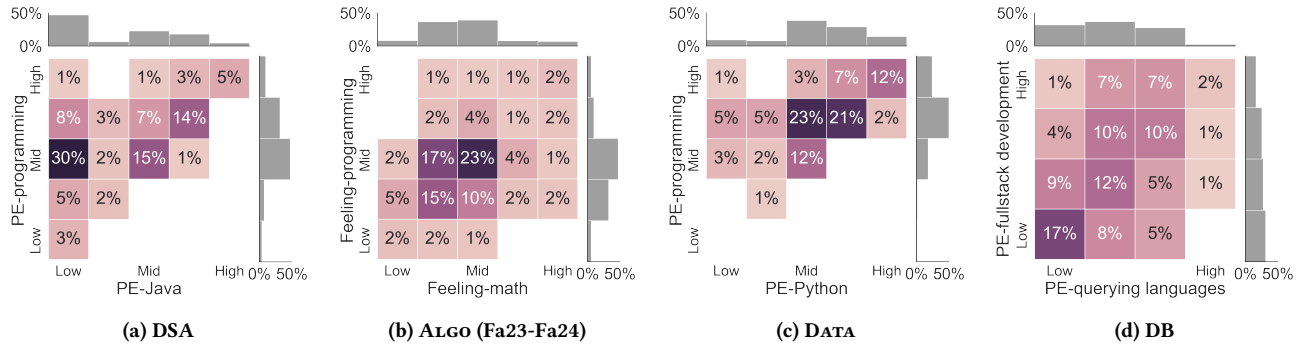 50%
0%
High
Mid
Low
PE-programming
1% 1% 3% 5%
8% 3% 7% 14%
30% 2% 15% 1%
5% 2%
3%
Low Mid High 0% 50%
PE-Java
(a) DSA
50%
0%
High
Mid
Low
Feeling-programming
1% 1% 1% 2%
2% 4% 1% 2%
2% 17% 23% 4% 1%
5% 15% 10% 2% 2%
2% 2% 1%
Low Mid High 0% 50%
Feeling-math
(b) Algo (Fa23-Fa24)
50%
0%
High
Mid
Low
PE-programming
1% 3% 7% 12%
5% 5% 23% 21% 2%
3% 2% 12%
1%
Low Mid High 0% 50%
PE-Python
(c) Data
50%
0%
High
Low
PE-fullstack development
1% 7% 7% 2%
4% 10% 10% 1%
9% 12% 5% 1%
17% 8% 5%
Low High 0% 50%
PE-querying languages
(d) DB